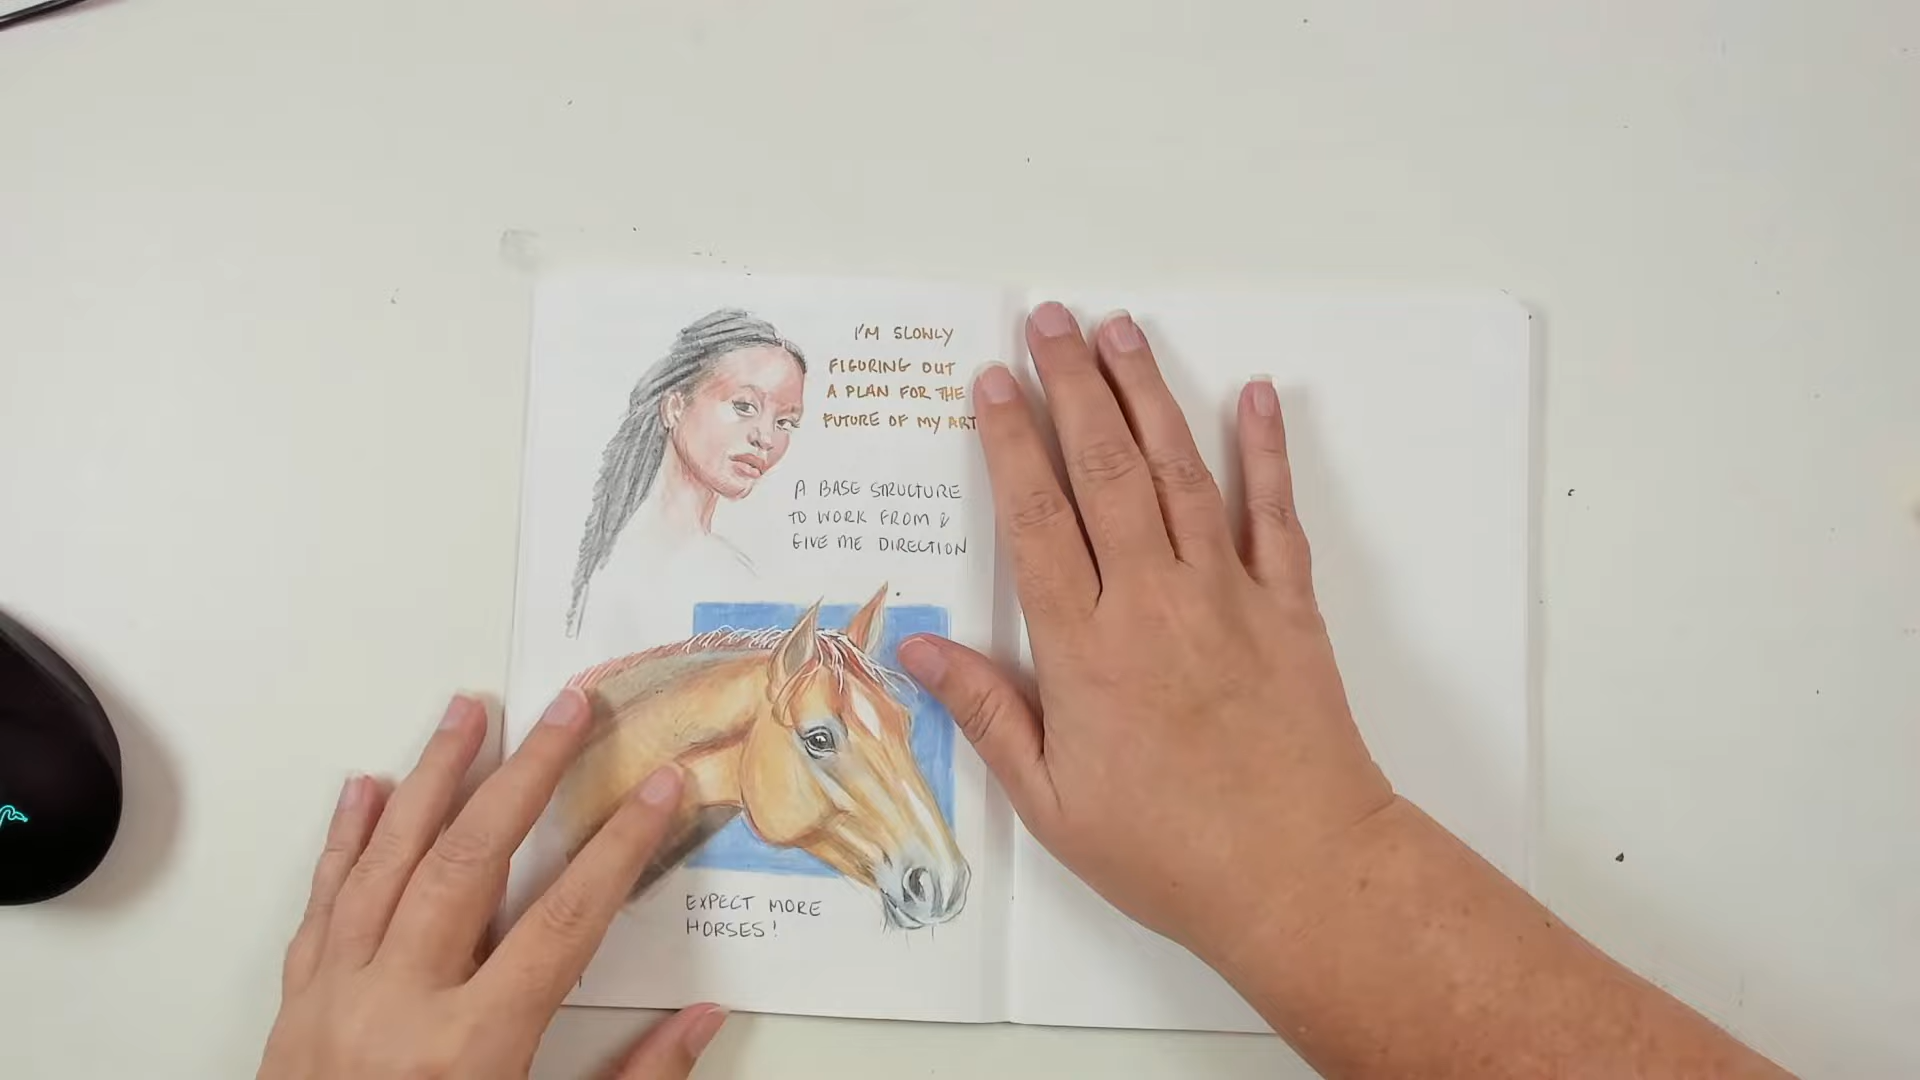 I'M SLOWLY
FIGURING OUT
A PLAN FOR THE
FUTURE OF MY ART
A BASE STRUCTURE
TO WORK FROM &
GIVE ME DIRECTION
EXPECT MORE
HORSES!